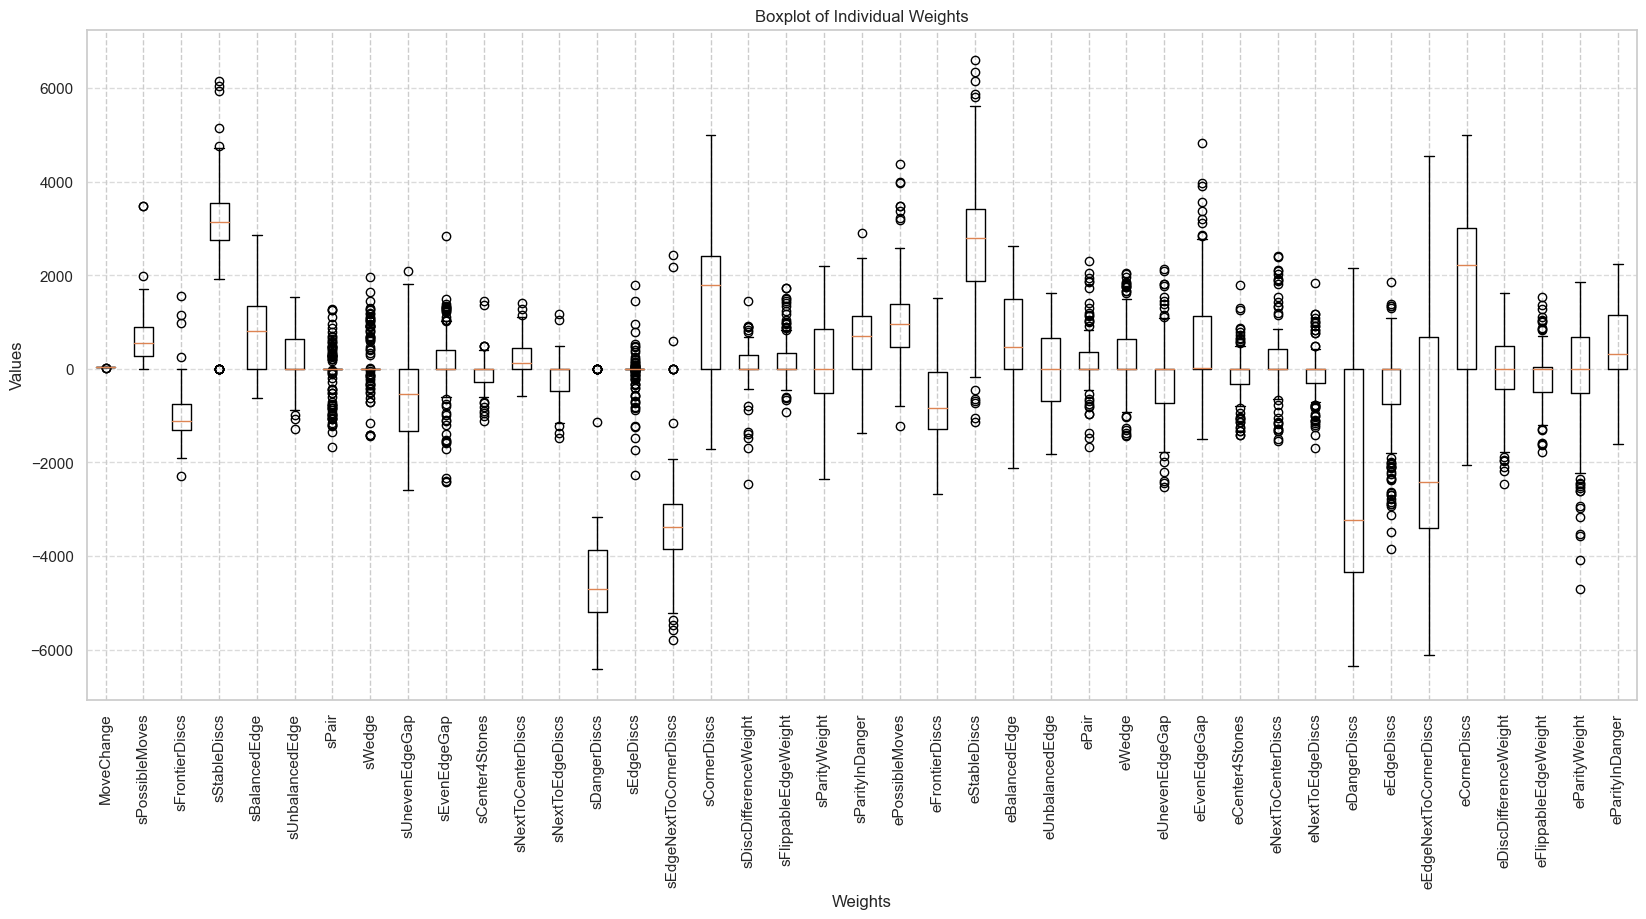 Boxplot of Individual Weights
6000
4000
2000
0
−2000
−4000
−6000
Values
MoveChange
sPossibleMoves
sFrontierDiscs
sStableDiscs
sBalancedEdge
sUnbalancedEdge
sPair
sWedge
sUnevenEdgeGap
sEvenEdgeGap
sCenter4Stones
sNextToCenterDiscs
sNextToEdgeDiscs
sDangerDiscs
sEdgeDiscs
sEdgeNextToCornerDiscs
sCornerDiscs
sDiscDifferenceWeight
sFlippableEdgeWeight
sParityWeight
sParityInDanger
ePossibleMoves
eFrontierDiscs
eStableDiscs
eBalancedEdge
eUnbalancedEdge
ePair
eWedge
eUnevenEdgeGap
eEvenEdgeGap
eCenter4Stones
eNextToCenterDiscs
eNextToEdgeDiscs
eDangerDiscs
eEdgeDiscs
eEdgeNextToCornerDiscs
eCornerDiscs
eDiscDifferenceWeight
eFlippableEdgeWeight
eParityWeight
eParityInDanger
Weights